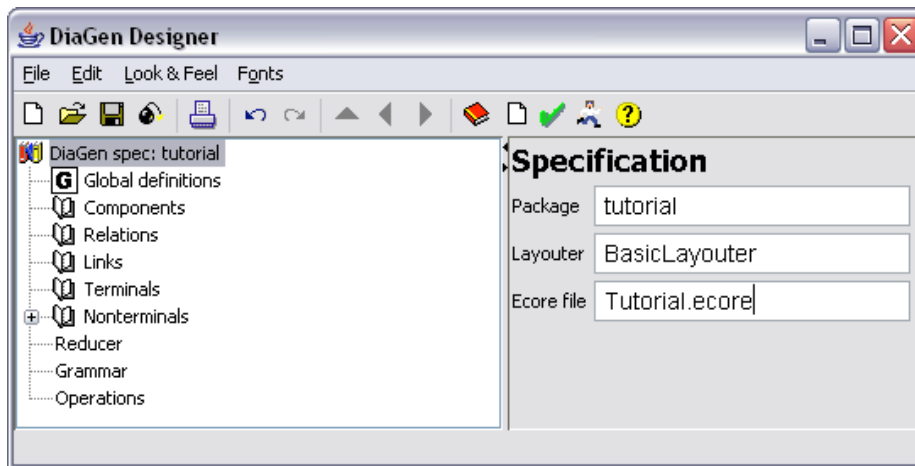 DiaGen Designer
File Edit Look & Feel Fonts
DiaGen spec: tutorial
G Global definitions
Components
Relations
Links
Terminals
Nonterminals
Reducer
Grammar
Operations
Specification
Package tutorial
Layouter BasicLayouter
Ecore file Tutorial.ecore